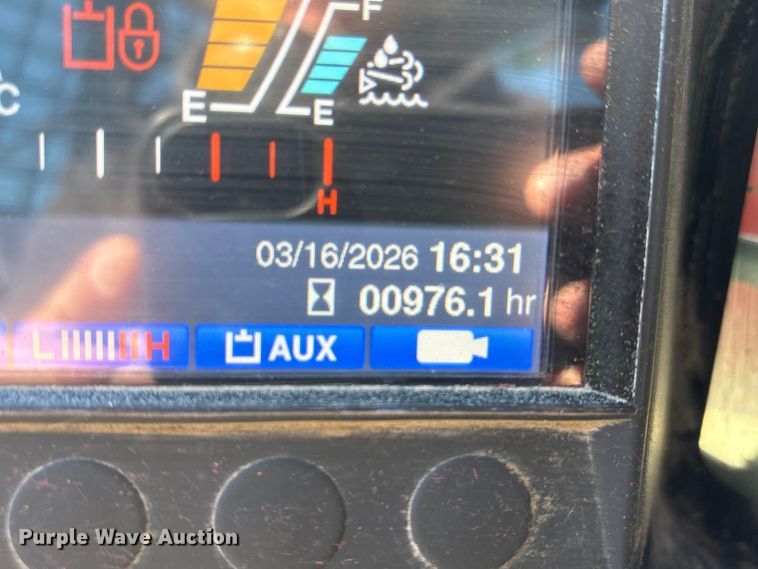 F
C
E
E
H
03/16/2026 16:31
00976.1 hr
L H AUX
Purple Wave Auction